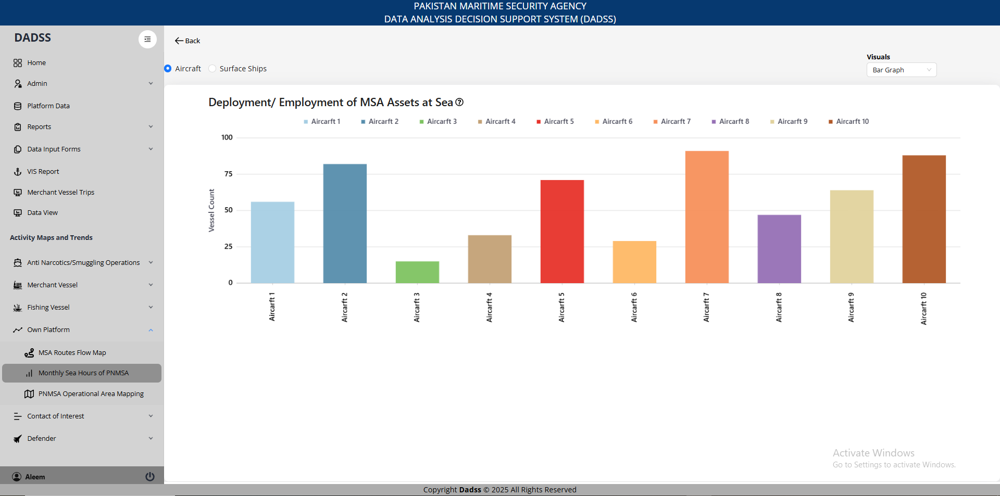 PAKISTAN MARITIME SECURITY AGENCY
DATA ANALYSIS DECISION SUPPORT SYSTEM (DADSS)
DADSS
Home
Admin
Platform Data
Reports
Data Input Forms
VIS Report
Merchant Vessel Trips
Data View
Activity Maps and Trends
Anti Narcotics/Smuggling Operations
Merchant Vessel
Fishing Vessel
Own Platform
MSA Routes Flow Map
Monthly Sea Hours of PNMSA
PNMSA Operational Area Mapping
Contact of Interest
Defender
Aleem
Back
Aircraft Surface Ships
Visuals
Bar Graph
Deployment/ Employment of MSA Assets at Sea
Aircarft 1 Aircarft 2 Aircarft 3 Aircarft 4 Aircarft 5 Aircarft 6 Aircarft 7 Aircarft 8 Aircarft 9 Aircarft 10
Vessel Count
100
75
50
25
0
Aircarft 1
Aircarft 2
Aircarft 3
Aircarft 4
Aircarft 5
Aircarft 6
Aircarft 7
Aircarft 8
Aircarft 9
Aircarft 10
Activate Windows
Go to Settings to activate Windows.
Copyright Dadss © 2025 All Rights Reserved